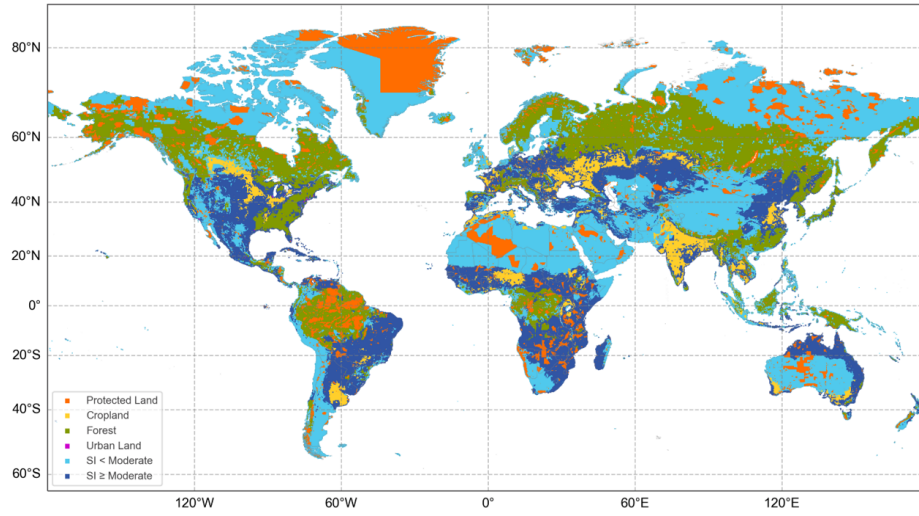 80°N
60°N
40°N
20°N
0°
20°S
40°S
60°S
Protected Land
Cropland
Forest
Urban Land
SI < Moderate
SI ≥ Moderate
120°W 60°W 0° 60°E 120°E